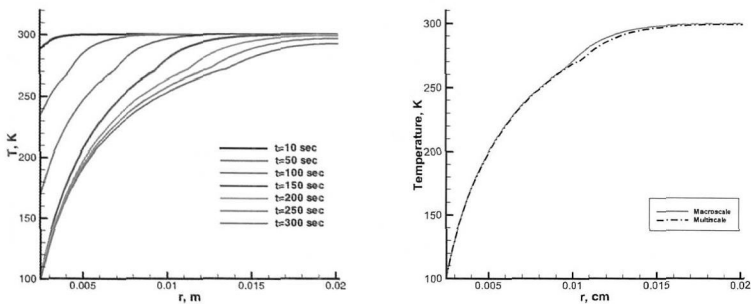 T, K
300
250
200
150
100
0.005
0.01
0.015
0.02
r, m
t=10 sec
t=50 sec
t=100 sec
t=150 sec
t=200 sec
t=250 sec
t=300 sec
Temperature, K
300
250
200
150
100
0.005
0.01
0.015
0.02
r, cm
Macroscale
Multiscale